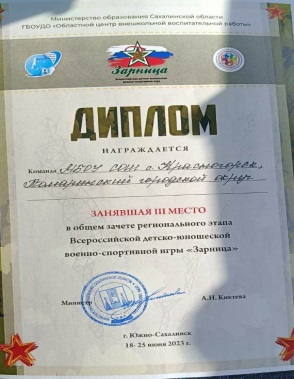 Министерство образования Сахалинской области
ГБОУДО «Областной центр внешкольной воспитательной работы»
Зарница
ДИПЛОМ
НАГРАЖДАЕТСЯ
Команда МБОУ СОШ с. Красногорск,
Томаринский городской округ
ЗАНЯВШАЯ III МЕСТО
в общем зачете регионального этапа
Всероссийской детско-юношеской
военно-спортивной игры «Зарница»
Министр А.Н. Киктева
г. Южно-Сахалинск
18- 25 июня 2023 г.